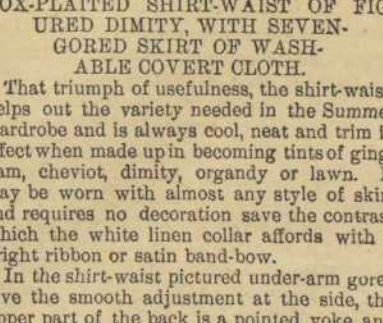 OX-PLAITED SHIRT-WAIST OF FIG
URED DIMITY, WITH SEVEN-
GORED SKIRT OF WASH-
ABLE COVERT CLOTH.
That triumph of usefulness, the shirt-wais
elps out the variety needed in the Summe
ardrobe and is always cool, neat and trim i
ffect when made up in becoming tints of ging
am, cheviot, dimity, organdy or lawn. I
ay be worn with almost any style of skir
nd requires no decoration save the contras
hich the white linen collar affords with
right ribbon or satin band-bow.
In the shirt-waist pictured under-arm gore
ve the smooth adjustment at the side, th
pper part of the back is a pointed yoke an